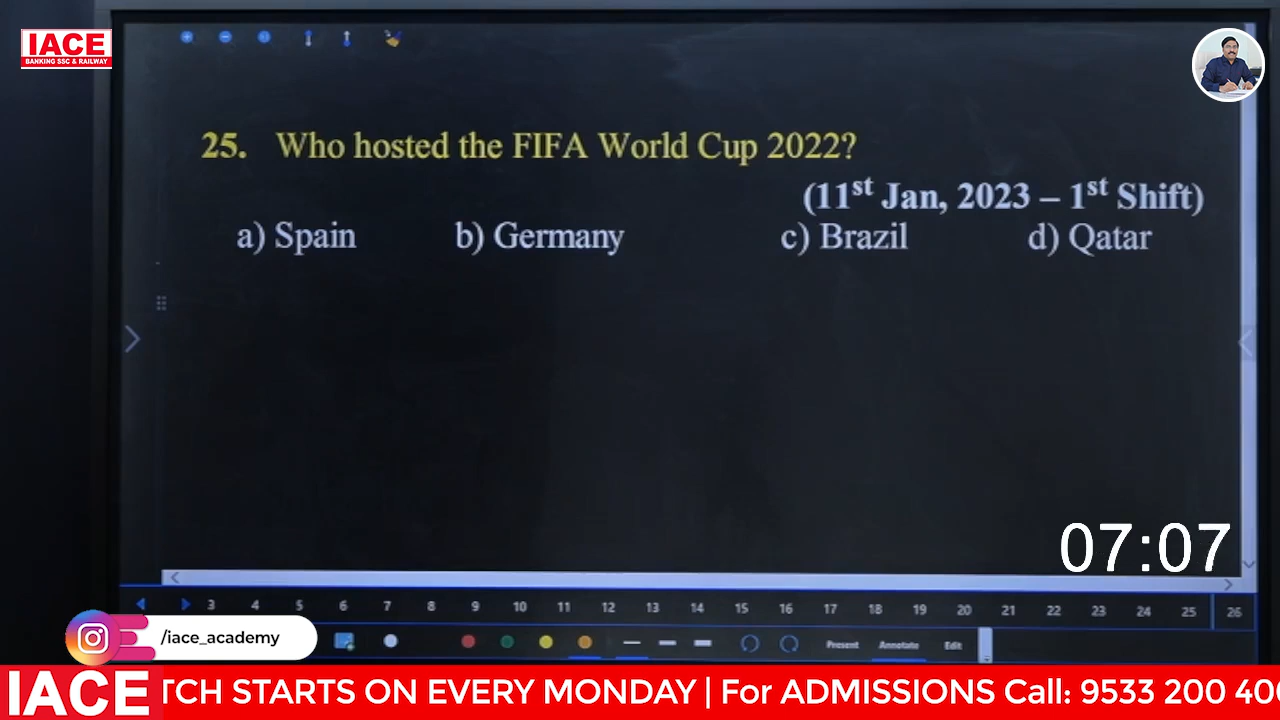 IACE
BANKING SSC & RAILWAY
25. Who hosted the FIFA World Cup 2022?
(11st Jan, 2023 – 1st Shift)
a) Spain b) Germany c) Brazil d) Qatar
07:07
3 4 5 6 7 8 9 10 11 12 13 14 15 16 17 18 19 20 21 22 23 24 25 26
/iace_academy
Present Annotate Edit
IACE TCH STARTS ON EVERY MONDAY | For ADMISSIONS Call: 9533 200 40